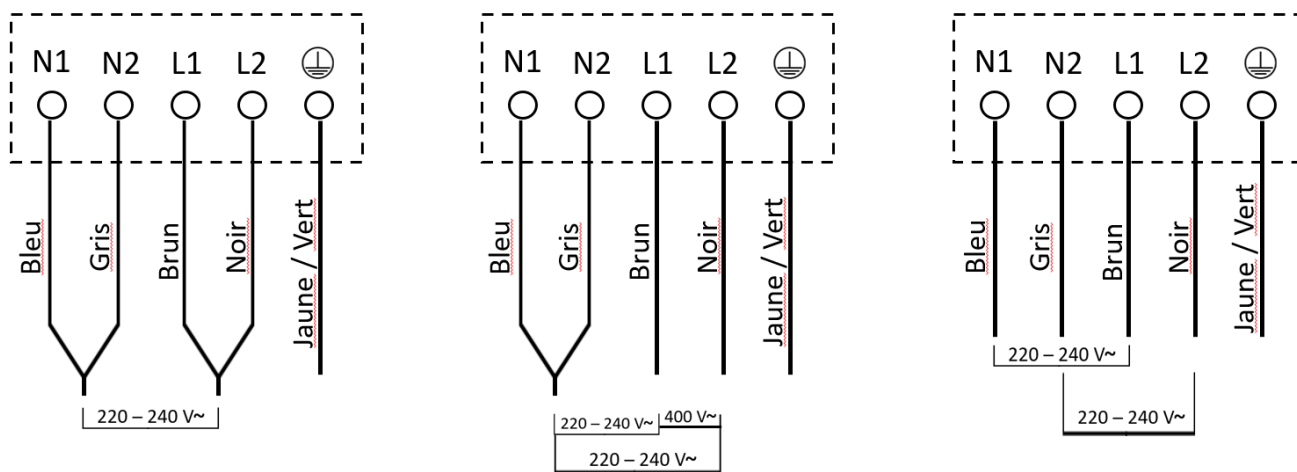 N1 N2 L1 L2
Bleu
Gris
Brun
Noir
Jaune / Vert
220 – 240 V~
N1 N2 L1 L2
Bleu
Gris
Brun
Noir
Jaune / Vert
220 – 240 V~ 400 V~
220 – 240 V~
N1 N2 L1 L2
Bleu
Gris
Brun
Noir
Jaune / Vert
220 – 240 V~
220 – 240 V~